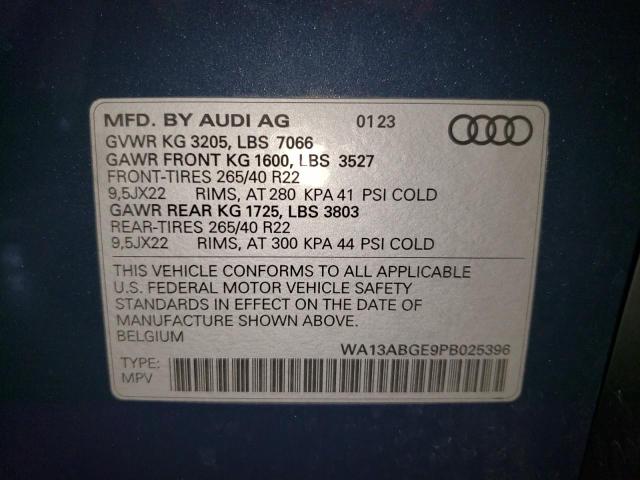 MFD. BY AUDI AG 01 23
GVWR KG 3205, LBS 7066
GAWR FRONT KG 1600, LBS 3527
FRONT-TIRES 265/40 R22
9,5JX22 RIMS, AT 280 KPA 41 PSI COLD
GAWR REAR KG 1725, LBS 3803
REAR-TIRES 265/40 R22
9,5JX22 RIMS, AT 300 KPA 44 PSI COLD
THIS VEHICLE CONFORMS TO ALL APPLICABLE
U.S. FEDERAL MOTOR VEHICLE SAFETY
STANDARDS IN EFFECT ON THE DATE OF
MANUFACTURE SHOWN ABOVE.
BELGIUM
WA13ABGE9PB025396
TYPE:
MPV